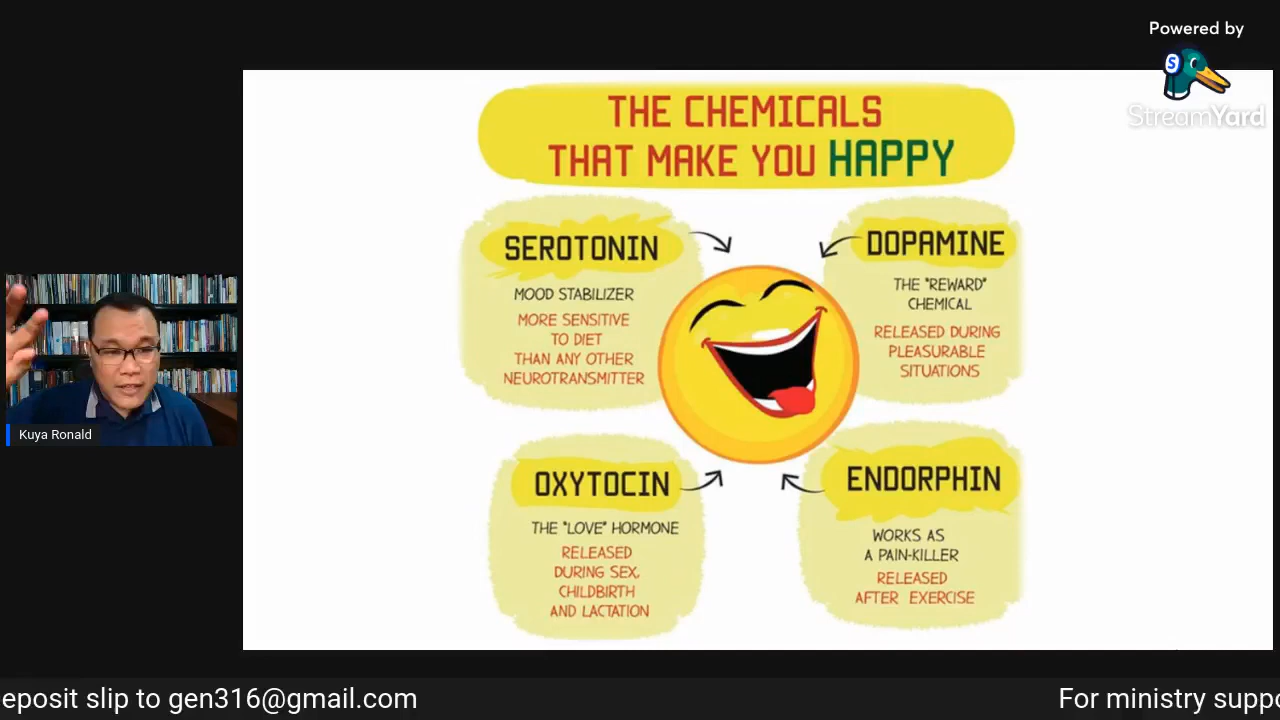 Powered by
StreamYard
THE CHEMICALS
THAT MAKE YOU HAPPY
SEROTONIN
MOOD STABILIZER
MORE SENSITIVE
TO DIET
THAN ANY OTHER
NEUROTRANSMITTER
DOPAMINE
THE "REWARD"
CHEMICAL
RELEASED DURING
PLEASURABLE
SITUATIONS
OXYTOCIN
THE "LOVE" HORMONE
RELEASED
DURING SEX,
CHILDBIRTH
AND LACTATION
ENDORPHIN
WORKS AS
A PAIN-KILLER
RELEASED
AFTER EXERCISE
Kuya Ronald
eposit slip to gen316@gmail.com
For ministry suppo